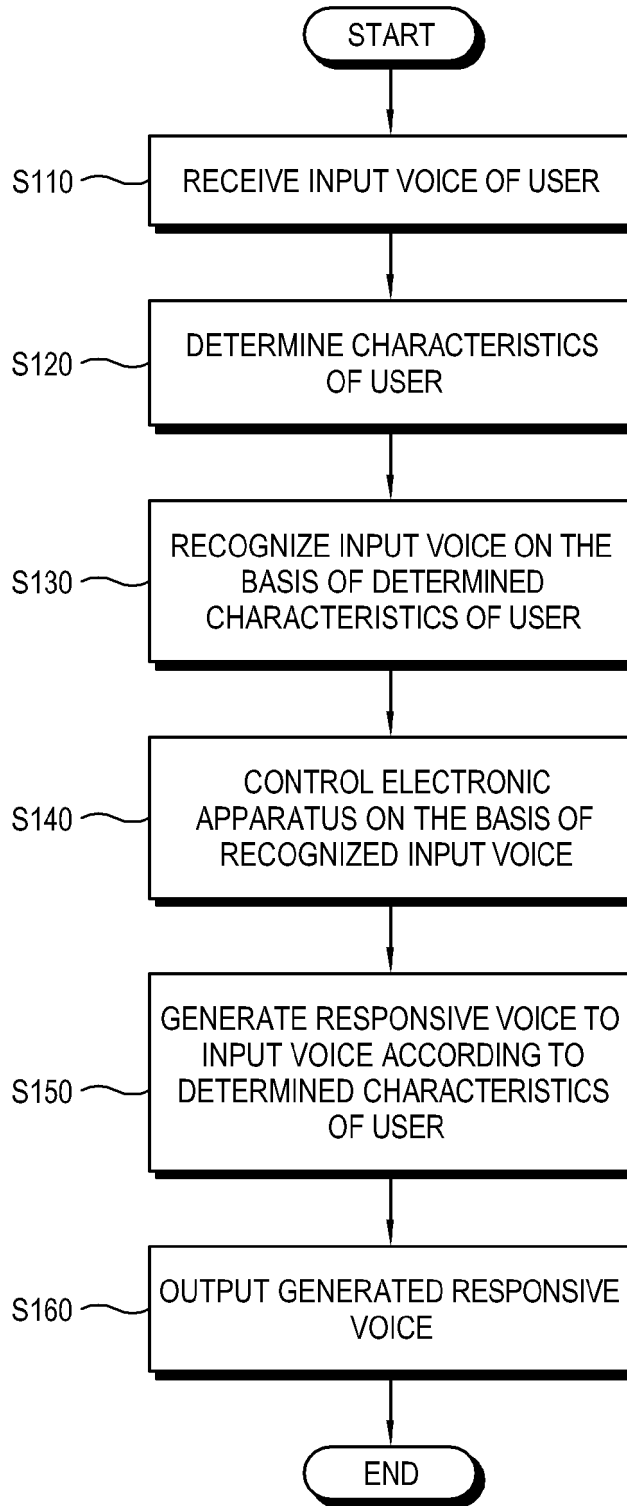 START
S110
RECEIVE INPUT VOICE OF USER
S120
DETERMINE CHARACTERISTICS
OF USER
S130
RECOGNIZE INPUT VOICE ON THE
BASIS OF DETERMINED
CHARACTERISTICS OF USER
S140
CONTROL ELECTRONIC
APPARATUS ON THE BASIS OF
RECOGNIZED INPUT VOICE
S150
GENERATE RESPONSIVE VOICE TO
INPUT VOICE ACCORDING TO
DETERMINED CHARACTERISTICS
OF USER
S160
OUTPUT GENERATED RESPONSIVE
VOICE
END